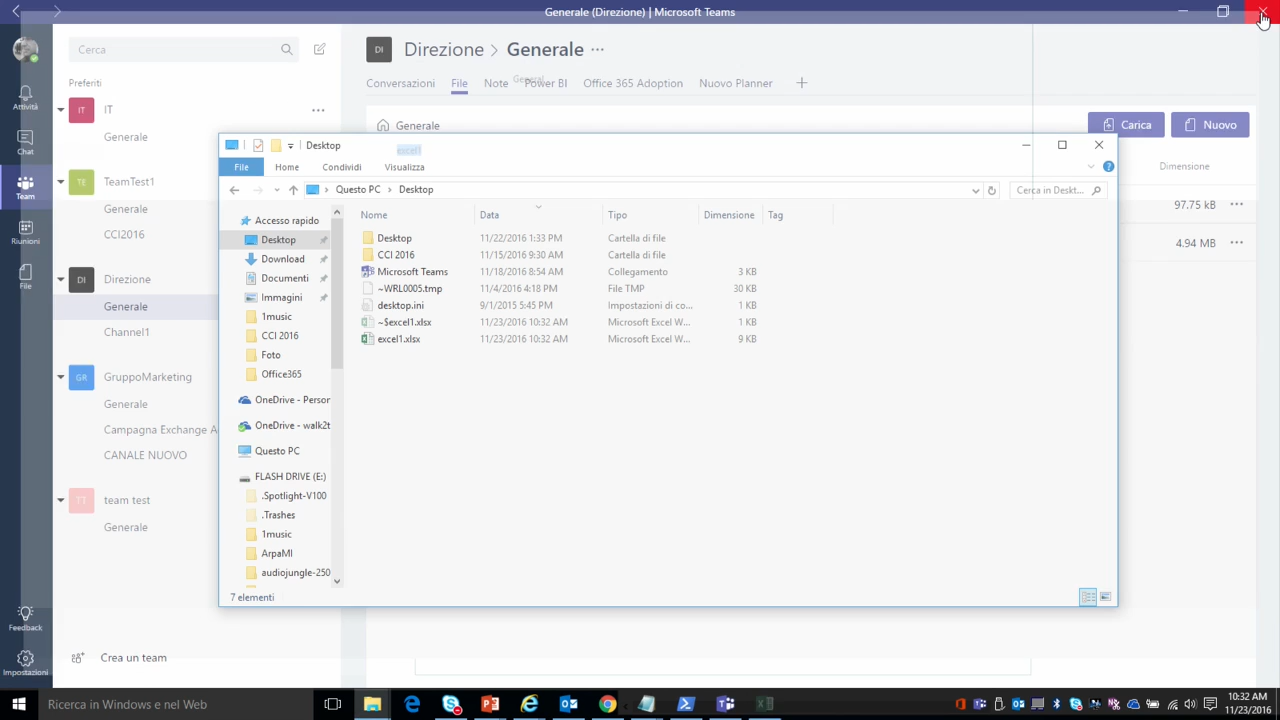 Generale (Direzione) | Microsoft Teams
Cerca
DI Direzione > Generale ...
General
Preferiti
Conversazioni File Note Power BI Office 365 Adoption Nuovo Planner +
Attività
IT IT ...
Generale
Generale
Carica Nuovo
Chat
Desktop
excel1
File Home Condividi Visualizza
Dimensione
Team
TE TeamTest1
Questo PC > Desktop
Cerca in Deskt...
Generale
CCI2016
Riunioni
Nome Data Tipo Dimensione Tag
97.75 kB ...
4.94 MB ...
File
Accesso rapido
Desktop
Download
Documenti
Immagini
1music
CCI 2016
Foto
Office365
OneDrive - Person
OneDrive - walk2t
Questo PC
FLASH DRIVE (E:)
.Spotlight-V100
.Trashes
1music
ArpaMI
audiojungle-250
Desktop 11/22/2016 1:33 PM Cartella di file
CCI 2016 11/15/2016 9:30 AM Cartella di file
Microsoft Teams 11/18/2016 8:54 AM Collegamento 3 KB
~WRL0005.tmp 11/4/2016 4:18 PM File TMP 30 KB
desktop.ini 9/1/2015 5:45 PM Impostazioni di co... 1 KB
~$excel1.xlsx 11/23/2016 10:32 AM Microsoft Excel W... 1 KB
excel1.xlsx 11/23/2016 10:32 AM Microsoft Excel W... 9 KB
DI Direzione
Generale
Channel1
GR GruppoMarketing
Generale
Campagna Exchange A
CANALE NUOVO
TT team test
Generale
7 elementi
Feedback
Crea un team
Impostazioni
Ricerca in Windows e nel Web
10:32 AM
11/23/2016